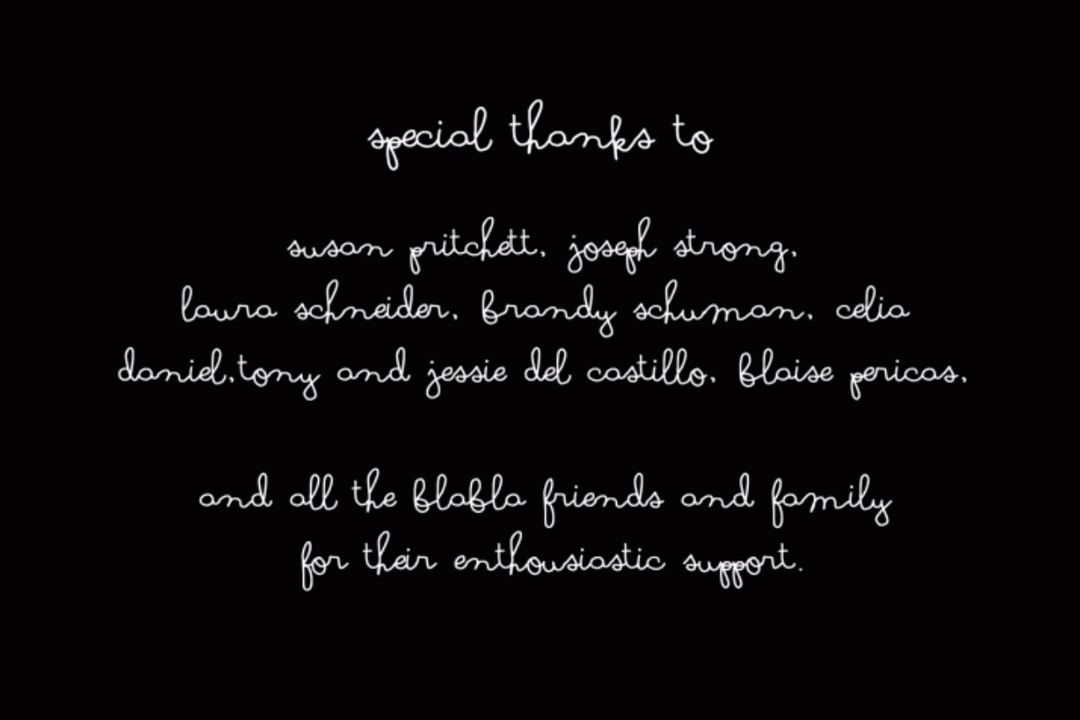 special thanks to
susan pritchett, joseph strong,
laura schneider, brandy schuman, celia
daniel,tony and jessie del castillo, blaise pericas,
and all the blabla friends and family
for their enthousiastic support.